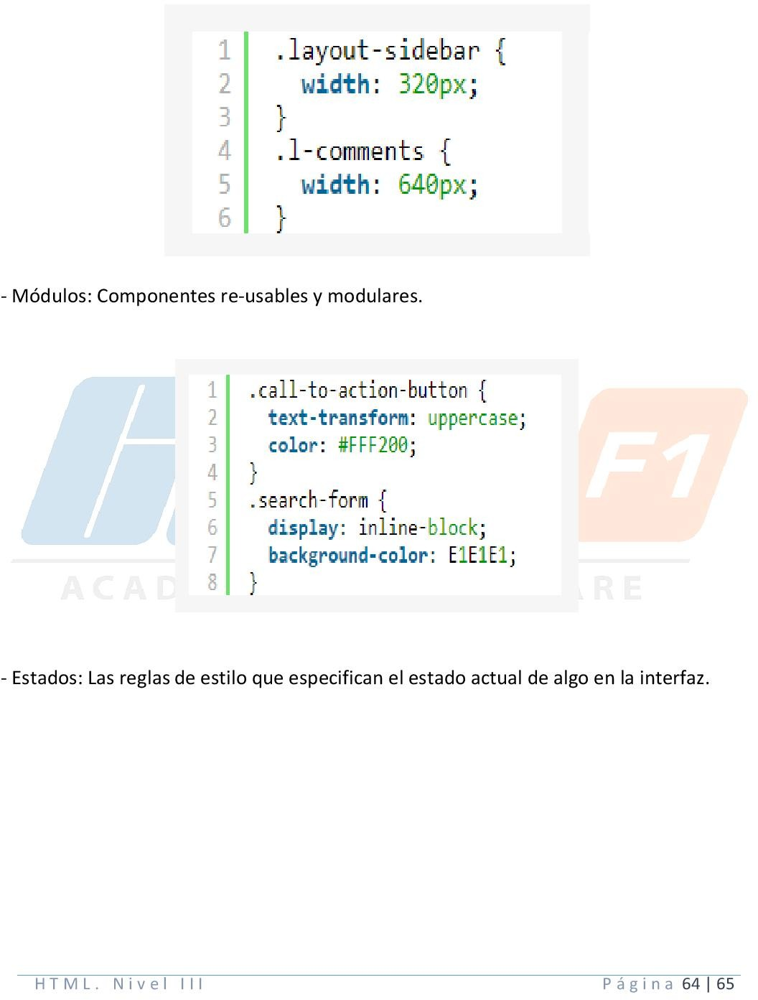 1 .layout-sidebar {
2 width: 320px;
3 }
4 .l-comments {
5 width: 640px;
6 }
- Módulos: Componentes re-usables y modulares.
1 .call-to-action-button {
2 text-transform: uppercase;
3 color: #FFF200;
4 }
5 .search-form {
6 display: inline-block;
7 background-color: E1E1E1;
8 }
F1
- Estados: Las reglas de estilo que especifican el estado actual de algo en la interfaz.
HTML. Nivel III Página 64 | 65